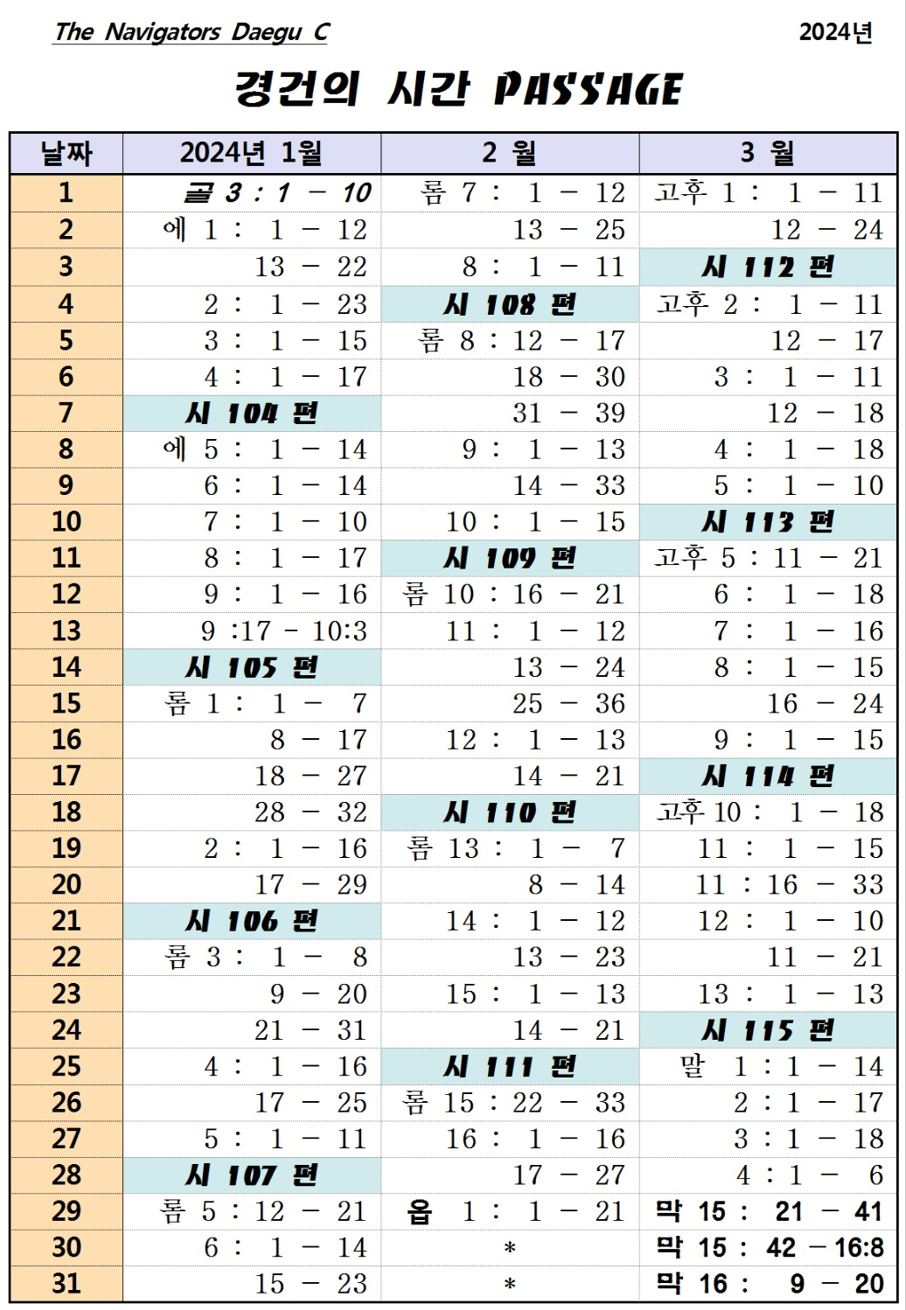 The Navigators Daegu C 2024년
경건의 시간 PASSAGE
날짜 2024년 1월 2 월 3 월
1 골 3 : 1 - 10 롬 7 : 1 - 12 고후 1 : 1 - 11
2 에 1 : 1 - 12 13 - 25 12 - 24
3 13 - 22 8 : 1 - 11 시 112 편
4 2 : 1 - 23 시 108 편 고후 2 : 1 - 11
5 3 : 1 - 15 롬 8 : 12 - 17 12 - 17
6 4 : 1 - 17 18 - 30 3 : 1 - 11
7 시 104 편 31 - 39 12 - 18
8 에 5 : 1 - 14 9 : 1 - 13 4 : 1 - 18
9 6 : 1 - 14 14 - 33 5 : 1 - 10
10 7 : 1 - 10 10 : 1 - 15 시 113 편
11 8 : 1 - 17 시 109 편 고후 5 : 11 - 21
12 9 : 1 - 16 롬 10 : 16 - 21 6 : 1 - 18
13 9 :17 - 10:3 11 : 1 - 12 7 : 1 - 16
14 시 105 편 13 - 24 8 : 1 - 15
15 롬 1 : 1 - 7 25 - 36 16 - 24
16 8 - 17 12 : 1 - 13 9 : 1 - 15
17 18 - 27 14 - 21 시 114 편
18 28 - 32 시 110 편 고후 10 : 1 - 18
19 2 : 1 - 16 롬 13 : 1 - 7 11 : 1 - 15
20 17 - 29 8 - 14 11 : 16 - 33
21 시 106 편 14 : 1 - 12 12 : 1 - 10
22 롬 3 : 1 - 8 13 - 23 11 - 21
23 9 - 20 15 : 1 - 13 13 : 1 - 13
24 21 - 31 14 - 21 시 115 편
25 4 : 1 - 16 시 111 편 말 1 : 1 - 14
26 17 - 25 롬 15 : 22 - 33 2 : 1 - 17
27 5 : 1 - 11 16 : 1 - 16 3 : 1 - 18
28 시 107 편 17 - 27 4 : 1 - 6
29 롬 5 : 12 - 21 옵 1 : 1 - 21 막 15 : 21 - 41
30 6 : 1 - 14 * 막 15 : 42 - 16:8
31 15 - 23 * 막 16 : 9 - 20